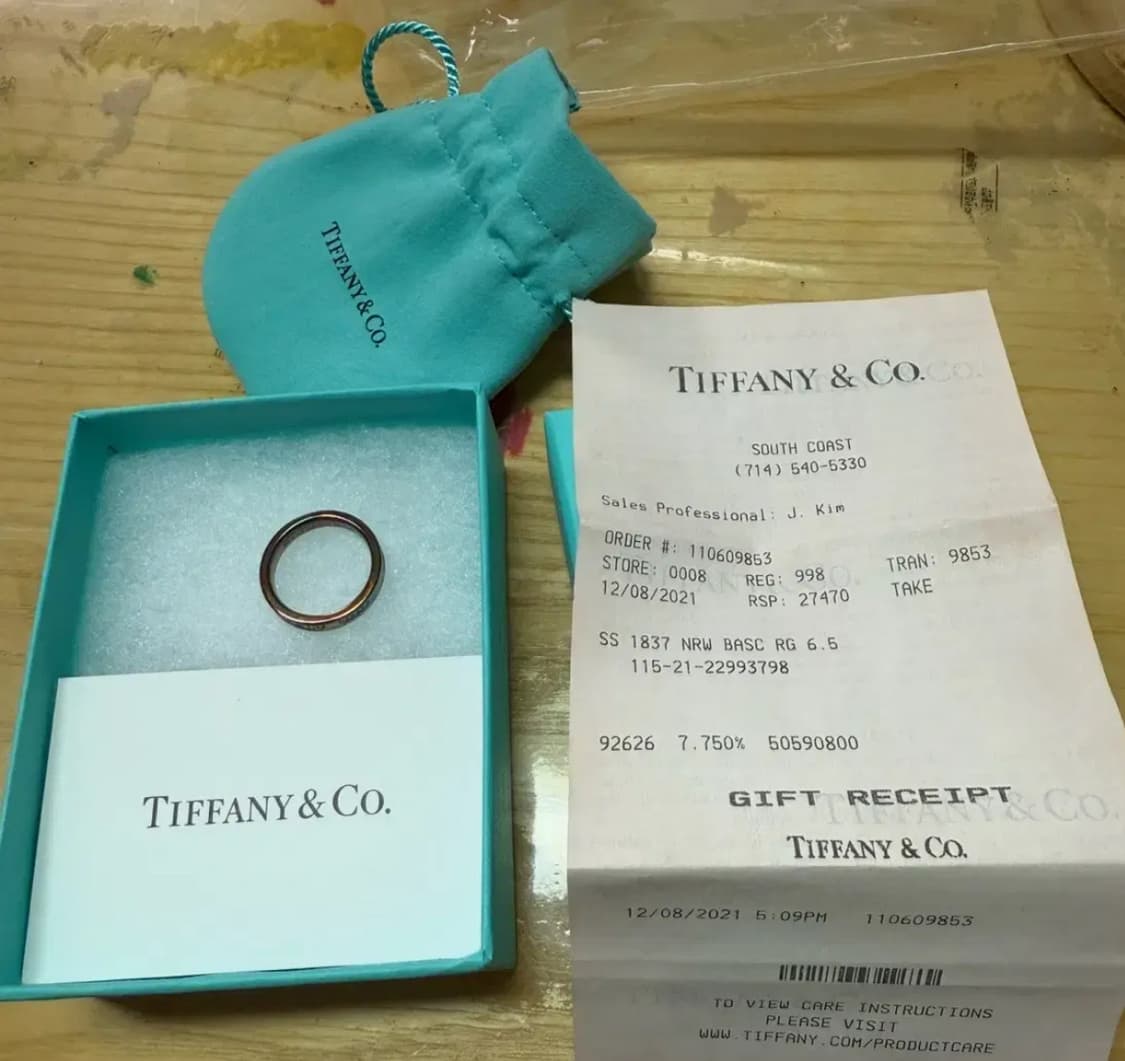 TIFFANY & CO.
TIFFANY & CO.
TIFFANY & CO.
SOUTH COAST
(714) 540-5330
Sales Professional: J. Kim
ORDER #: 110609853
STORE: 0008 REG: 998 TRAN: 9853
12/08/2021 RSP: 27470 TAKE
SS 1837 NRW BASC RG 6.5
115-21-22993798
92626 7.750% 50590800
GIFT RECEIPT
TIFFANY & CO.
12/08/2021 5:09PM 110609853
TO VIEW CARE INSTRUCTIONS
PLEASE VISIT
WWW.TIFFANY.COM/PRODUCTCARE